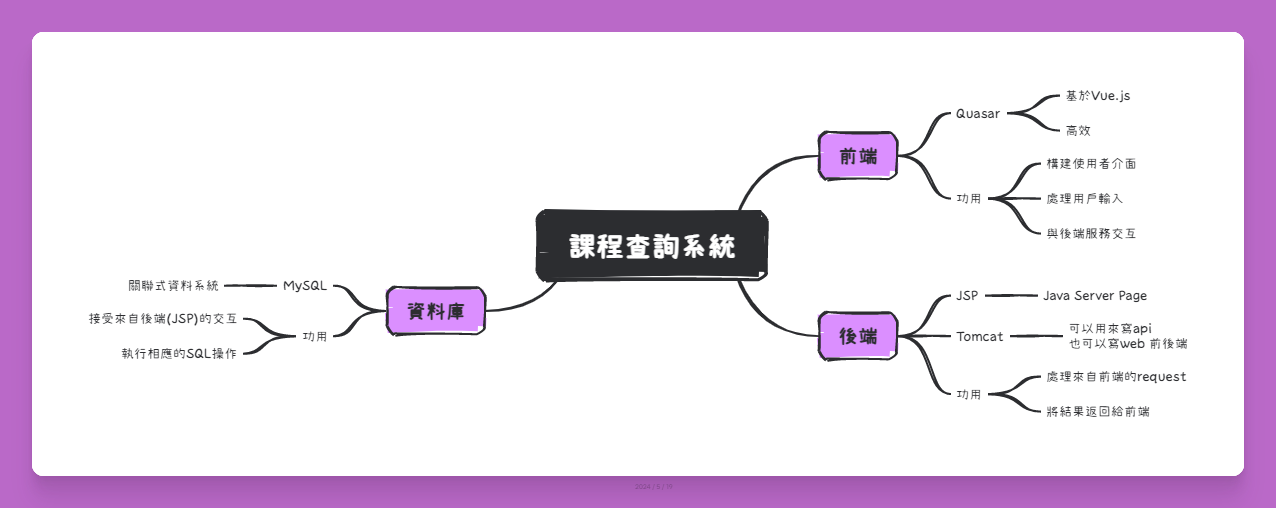 課程查詢系統
前端
Quasar
基於Vue.js
高效
功用
構建使用者介面
處理用戶輸入
與後端服務交互
後端
JSP
Java Server Page
Tomcat
可以用來寫api
也可以寫web 前後端
功用
處理來自前端的request
將結果返回給前端
資料庫
MySQL
關聯式資料系統
功用
接受來自後端(JSP)的交互
執行相應的SQL操作